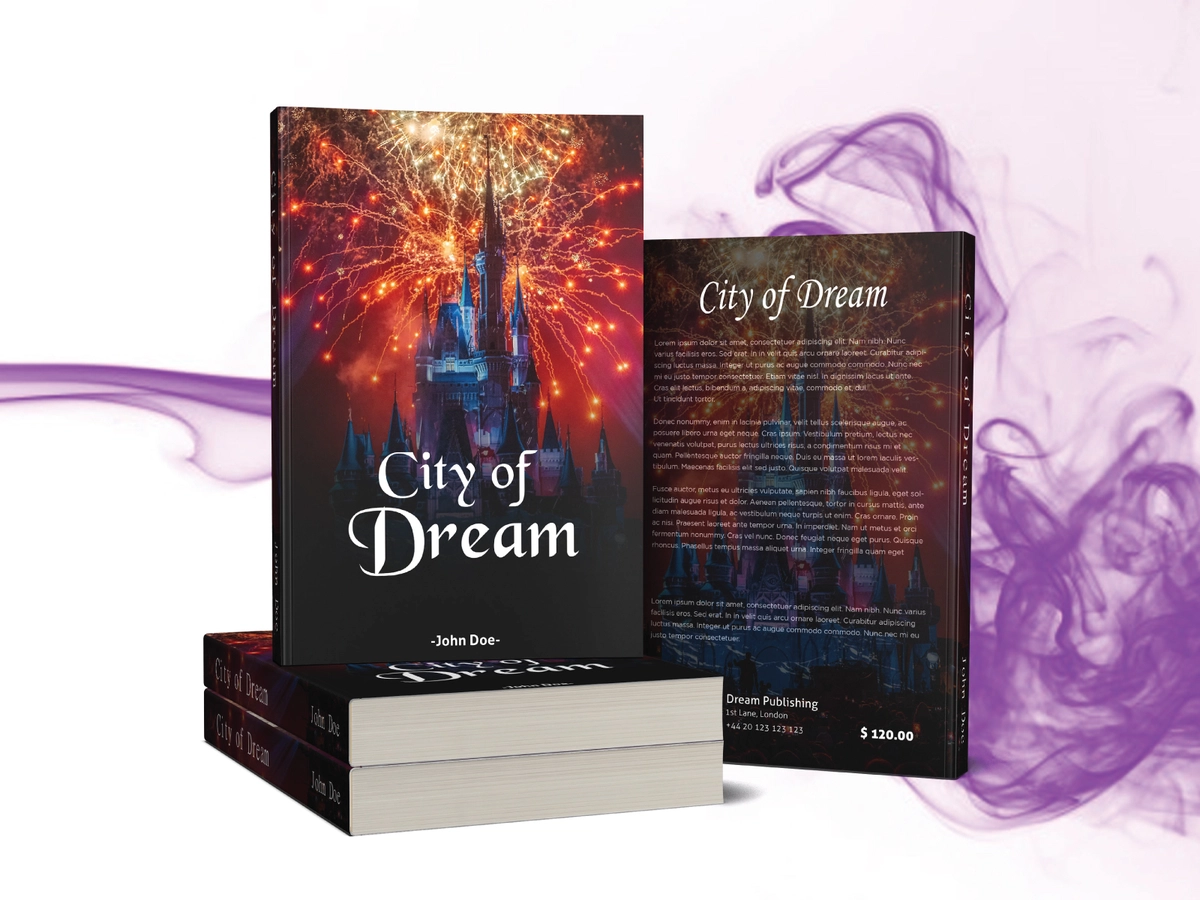 City of
Dream
-John Doe-
City of Dream
John Doe
City of
Dream
-John Doe-
City of Dream
John Doe
City of Dream
John Doe
City of Dream
Lorem ipsum dolor sit amet, consectetuer adipiscing elit. Nam nibh. Nunc
varius facilisis eros. Sed erat. In in velit quis arcu ornare laoreet. Curabitur adipi-
scing luctus massa. Integer ut purus ac augue commodo commodo. Nunc nec
mi eu justo tempor consectetuer. Etiam vitae nisl. In dignissim lacus ut ante.
Cras elit lectus, bibendum a, adipiscing vitae, commodo et, dui.
Ut tincidunt tortor.
Donec nonummy, enim in lacinia pulvinar, velit tellus scelerisque augue, ac
posuere libero urna eget neque. Cras ipsum. Vestibulum pretium, lectus nec
venenatis volutpat, purus lectus ultrices risus, a condimentum risus mi et
quam. Pellentesque auctor fringilla neque. Duis eu massa ut lorem iaculis ves-
tibulum. Maecenas facilisis elit sed justo. Quisque volutpat malesuada velit.
Fusce auctor, metus eu ultricies vulputate, sapien nibh faucibus ligula, eget sol-
licitudin augue risus et dolor. Aenean pellentesque, tortor in cursus mattis, ante
diam malesuada ligula, ac vestibulum neque turpis ut enim. Cras ornare. Proin
ac nisi. Praesent laoreet ante tempor urna. In imperdiet. Nam ut metus et orci
fermentum nonummy. Cras vel nunc. Donec feugiat neque eget purus. Quisque
rhoncus. Phasellus tempus massa aliquet urna. Integer fringilla quam eget
Lorem ipsum dolor sit amet, consectetuer adipiscing elit. Nam nibh. Nunc varius
facilisis eros. Sed erat. In in velit quis arcu ornare laoreet. Curabitur adipiscing
luctus massa. Integer ut purus ac augue commodo commodo. Nunc nec mi eu
justo tempor consectetuer.
Dream Publishing
1st Lane, London
+44 20 123 123 123
$ 120.00
City of Dream
John Doe